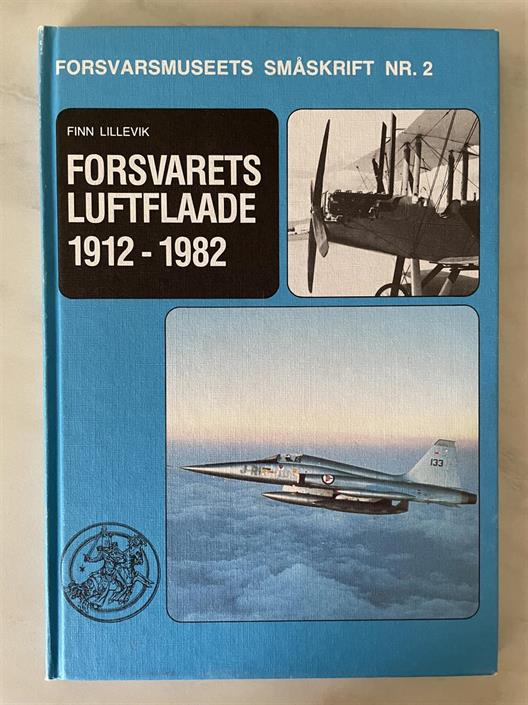 FORSVARSMUSEETS SMÅSKRIFT NR. 2
FINN LILLEVIK
FORSVARETS
LUFTFLAADE
1912 - 1982
133